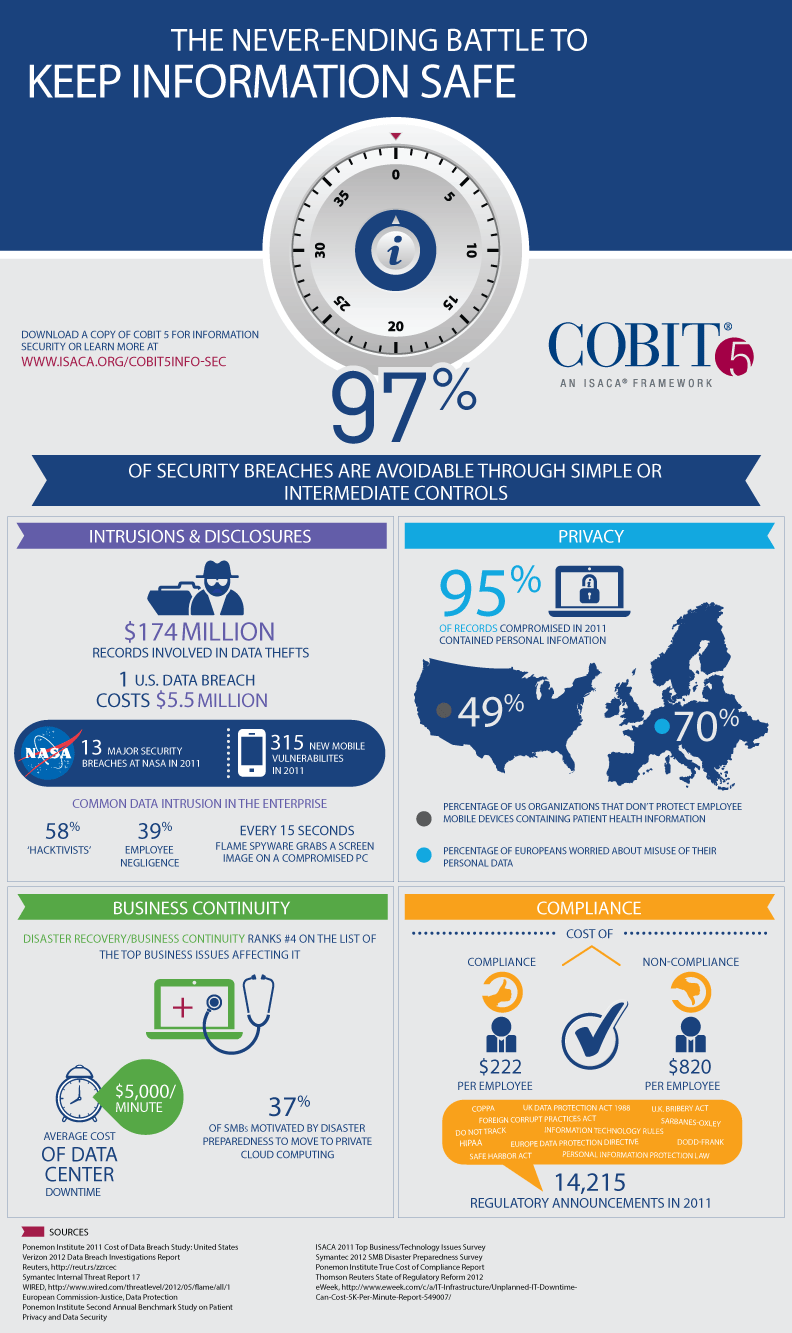 THE NEVER-ENDING BATTLE TO
KEEP INFORMATION SAFE
0
5
10
15
20
25
30
35
i
DOWNLOAD A COPY OF COBIT 5 FOR INFORMATION
SECURITY OR LEARN MORE AT
WWW.ISACA.ORG/COBIT5INFO-SEC
COBIT® 5
AN ISACA® FRAMEWORK
97%
OF SECURITY BREACHES ARE AVOIDABLE THROUGH SIMPLE OR
INTERMEDIATE CONTROLS
INTRUSIONS & DISCLOSURES
$174 MILLION
RECORDS INVOLVED IN DATA THEFTS
1 U.S. DATA BREACH
COSTS $5.5 MILLION
NASA
13 MAJOR SECURITY
BREACHES AT NASA IN 2011
315 NEW MOBILE
VULNERABILITES
IN 2011
COMMON DATA INTRUSION IN THE ENTERPRISE
58%
'HACKTIVISTS'
39%
EMPLOYEE
NEGLIGENCE
EVERY 15 SECONDS
FLAME SPYWARE GRABS A SCREEN
IMAGE ON A COMPROMISED PC
PRIVACY
95%
OF RECORDS COMPROMISED IN 2011
CONTAINED PERSONAL INFOMATION
49%
70%
PERCENTAGE OF US ORGANIZATIONS THAT DON'T PROTECT EMPLOYEE
MOBILE DEVICES CONTAINING PATIENT HEALTH INFORMATION
PERCENTAGE OF EUROPEANS WORRIED ABOUT MISUSE OF THEIR
PERSONAL DATA
BUSINESS CONTINUITY
DISASTER RECOVERY/BUSINESS CONTINUITY RANKS #4 ON THE LIST OF
THE TOP BUSINESS ISSUES AFFECTING IT
$5,000/
MINUTE
AVERAGE COST
OF DATA
CENTER
DOWNTIME
37%
OF SMBs MOTIVATED BY DISASTER
PREPAREDNESS TO MOVE TO PRIVATE
CLOUD COMPUTING
COMPLIANCE
COST OF
COMPLIANCE
$222
PER EMPLOYEE
NON-COMPLIANCE
$820
PER EMPLOYEE
COPPA UK DATA PROTECTION ACT 1988 U.K. BRIBERY ACT
FOREIGN CORRUPT PRACTICES ACT SARBANES-OXLEY
DO NOT TRACK INFORMATION TECHNOLOGY RULES
HIPAA EUROPE DATA PROTECTION DIRECTIVE DODD-FRANK
SAFE HARBOR ACT PERSONAL INFORMATION PROTECTION LAW
14,215
REGULATORY ANNOUNCEMENTS IN 2011
SOURCES
Ponemon Institute 2011 Cost of Data Breach Study: United States
Verizon 2012 Data Breach Investigations Report
Reuters, http://reut.rs/zzrcec
Symantec Internal Threat Report 17
WIRED, http://www.wired.com/threatlevel/2012/05/flame/all/1
European Commission-Justice, Data Protection
Ponemon Institute Second Annual Benchmark Study on Patient
Privacy and Data Security
ISACA 2011 Top Business/Technology Issues Survey
Symantec 2012 SMB Disaster Preparedness Survey
Ponemon Institute True Cost of Compliance Report
Thomson Reuters State of Regulatory Reform 2012
eWeek, http://www.eweek.com/c/a/IT-Infrastructure/Unplanned-IT-Downtime-
Can-Cost-5K-Per-Minute-Report-549007/